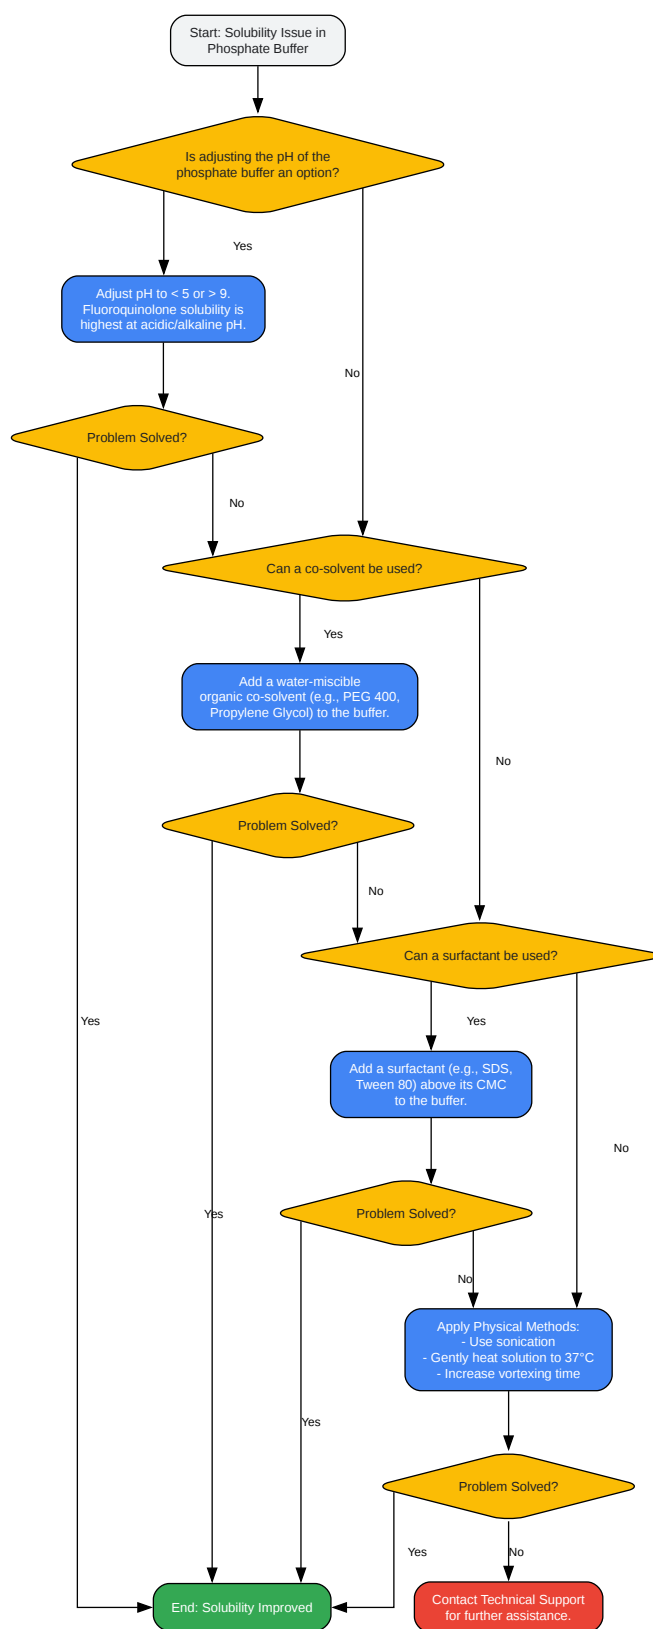 Start: Solubility Issue in
Phosphate Buffer
Is adjusting the pH of the
phosphate buffer an option?
Yes
Adjust pH to < 5 or > 9.
Fluoroquinolone solubility is
highest at acidic/alkaline pH.
No
Problem Solved?
No
Can a co-solvent be used?
Yes
Add a water-miscible
organic co-solvent (e.g., PEG 400,
Propylene Glycol) to the buffer.
No
Problem Solved?
No
Can a surfactant be used?
Yes
Yes
Add a surfactant (e.g., SDS,
Tween 80) above its CMC
to the buffer.
No
Yes
Problem Solved?
No
Apply Physical Methods:
- Use sonication
- Gently heat solution to 37°C
- Increase vortexing time
Yes
Problem Solved?
Yes
No
End: Solubility Improved
Contact Technical Support
for further assistance.